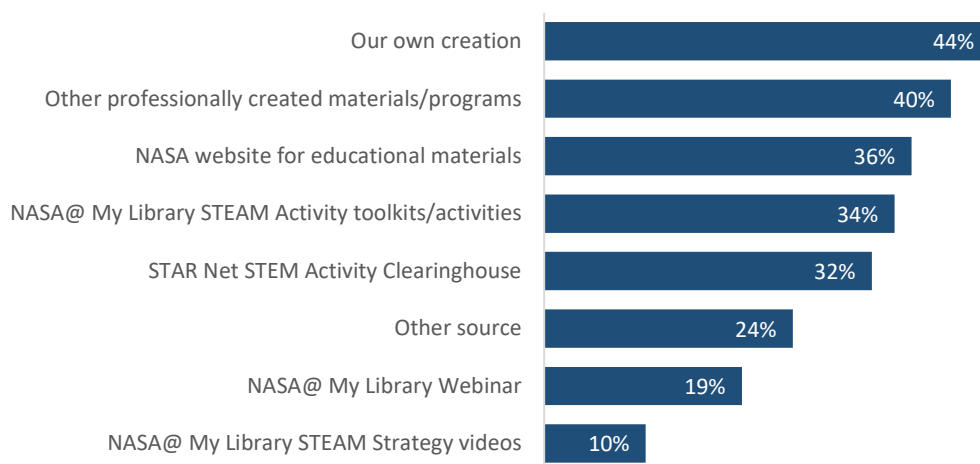 Our own creation 44%
Other professionally created materials/programs 40%
NASA website for educational materials 36%
NASA@ My Library STEAM Activity toolkits/activities 34%
STAR Net STEM Activity Clearinghouse 32%
Other source 24%
NASA@ My Library Webinar 19%
NASA@ My Library STEAM Strategy videos 10%